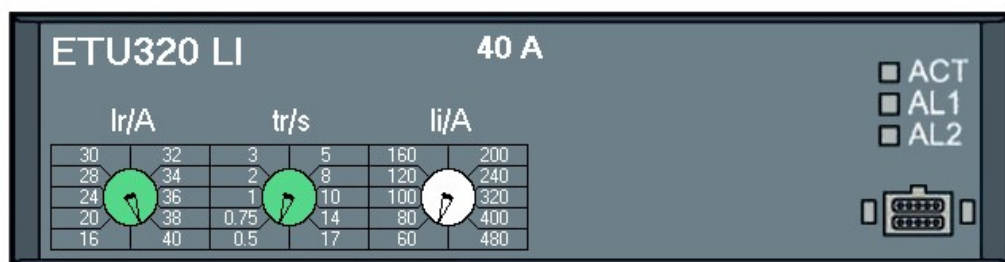 ETU320 LI 40 A
ACT
AL1
AL2
Ir/A tr/s Ii/A
30 32 3 5 160 200
28 34 2 8 120 240
24 36 1 10 100 320
20 38 0.75 14 80 400
16 40 0.5 17 60 480